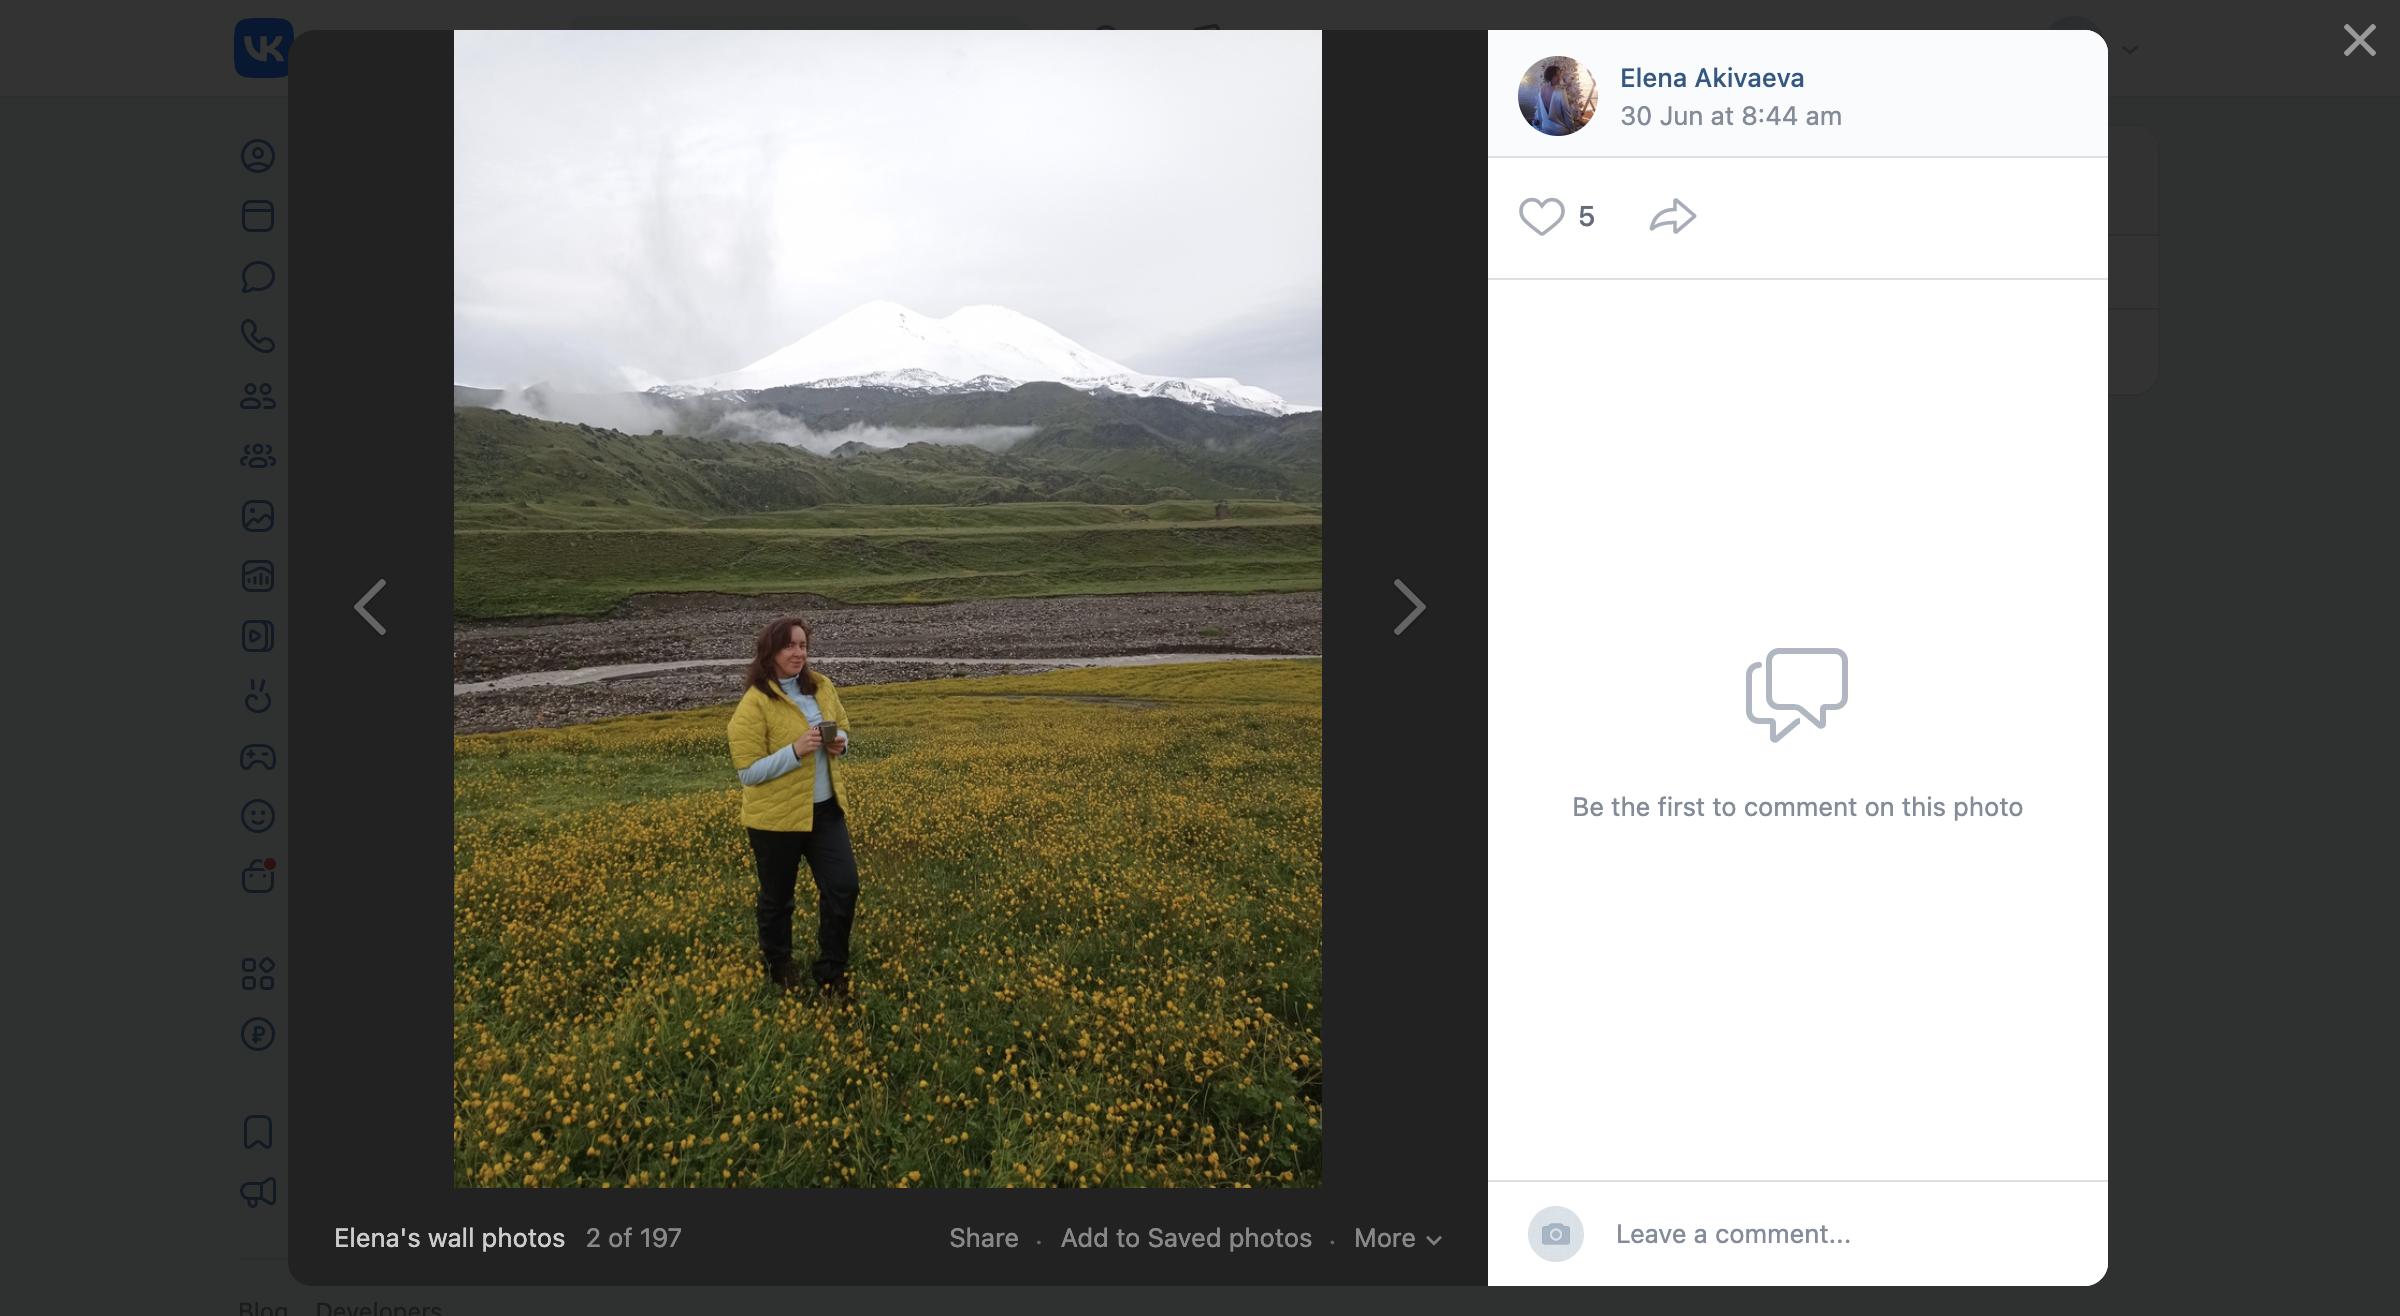 VK
Elena Akivaeva
30 Jun at 8:44 am
5
Be the first to comment on this photo
Elena's wall photos 2 of 197
Share · Add to Saved photos · More
Leave a comment...
Blog Developers